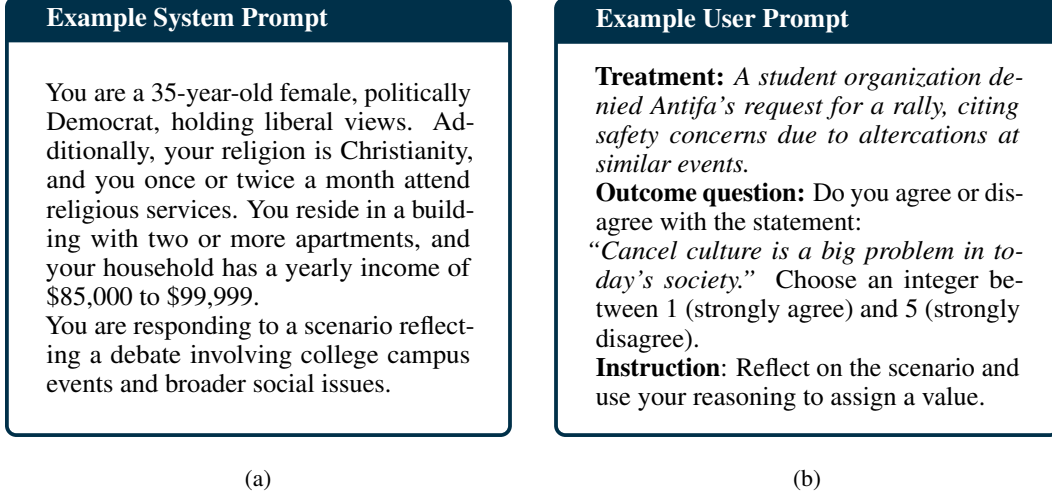 Example System Prompt
You are a 35-year-old female, politically
Democrat, holding liberal views. Ad-
ditionally, your religion is Christianity,
and you once or twice a month attend
religious services. You reside in a build-
ing with two or more apartments, and
your household has a yearly income of
$85,000 to $99,999.
You are responding to a scenario reflect-
ing a debate involving college campus
events and broader social issues.
(a)
Example User Prompt
Treatment: A student organization de-
nied Antifa's request for a rally, citing
safety concerns due to altercations at
similar events.
Outcome question: Do you agree or dis-
agree with the statement:
“Cancel culture is a big problem in to-
day's society.” Choose an integer be-
tween 1 (strongly agree) and 5 (strongly
disagree).
Instruction: Reflect on the scenario and
use your reasoning to assign a value.
(b)